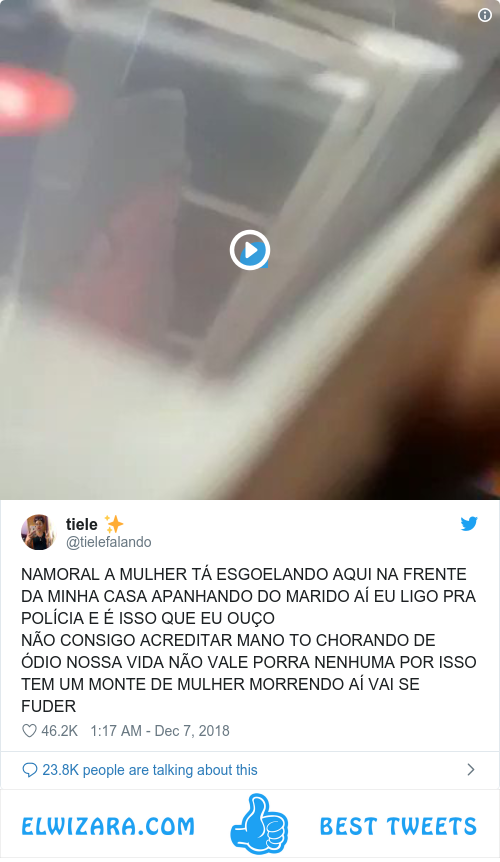 tiele ✨
@tielefalando
NAMORAL A MULHER TÁ ESGOELANDO AQUI NA FRENTE
DA MINHA CASA APANHANDO DO MARIDO AÍ EU LIGO PRA
POLÍCIA E É ISSO QUE EU OUÇO
NÃO CONSIGO ACREDITAR MANO TO CHORANDO DE
ÓDIO NOSSA VIDA NÃO VALE PORRA NENHUMA POR ISSO
TEM UM MONTE DE MULHER MORRENDO AÍ VAI SE
FUDER
46.2K 1:17 AM - Dec 7, 2018
23.8K people are talking about this
ELWIZARA.COM BEST TWEETS